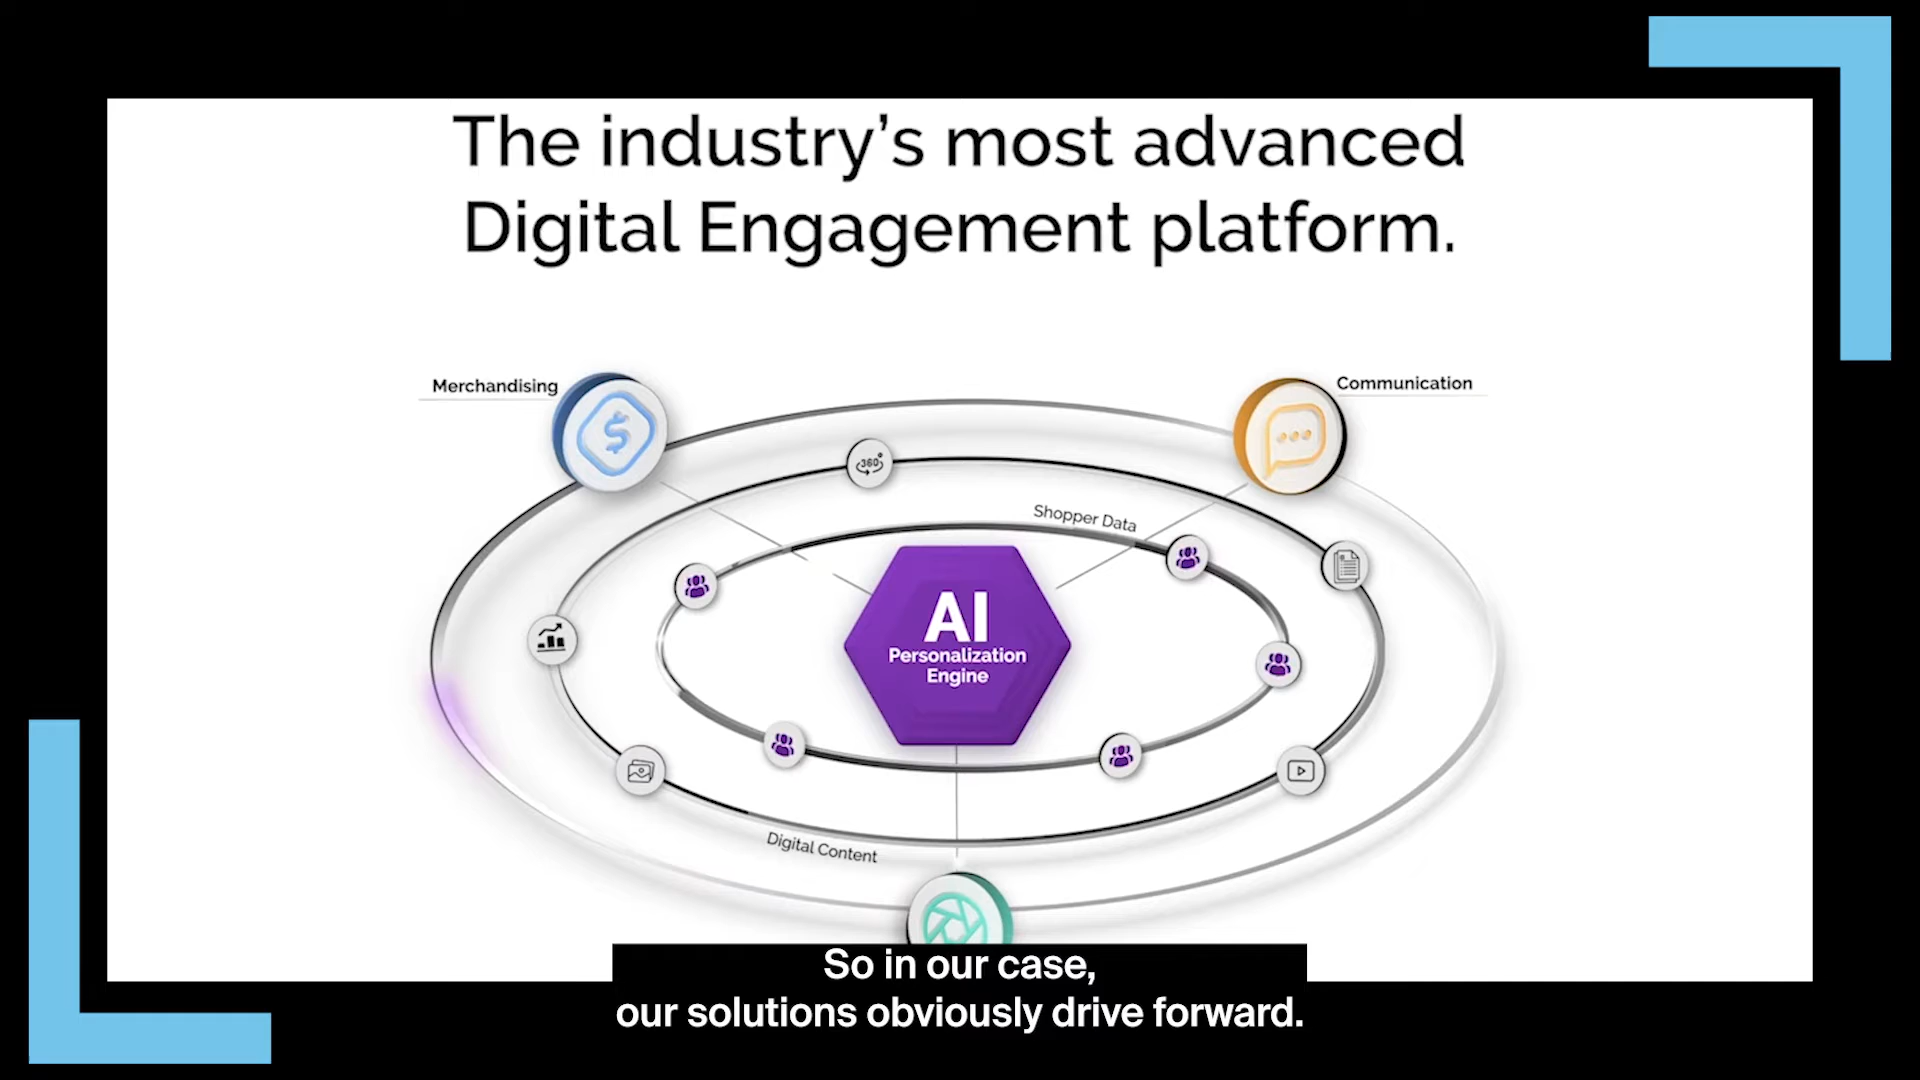 The industry’s most advanced
Digital Engagement platform.
Merchandising
Communication
360°
Shopper Data
AI
Personalization
Engine
Digital Content
So in our case,
our solutions obviously drive forward.